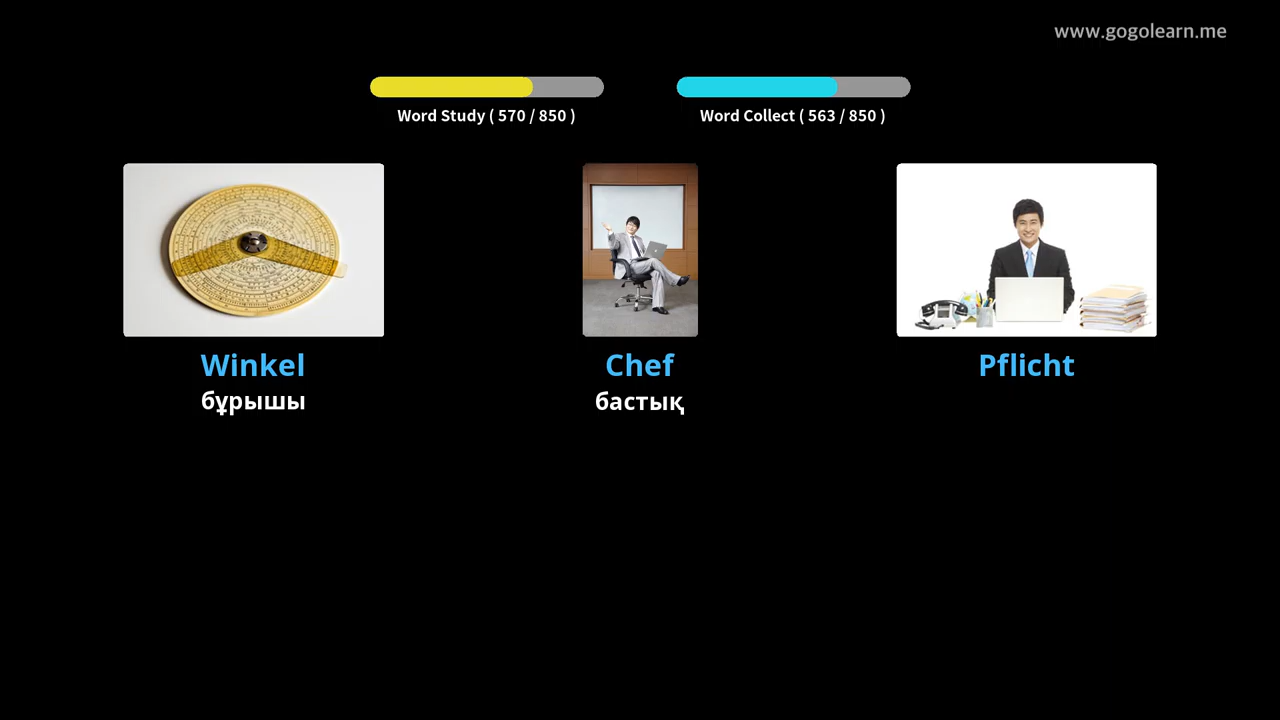 www.gogolearn.me
Word Study ( 570 / 850 )
Word Collect ( 563 / 850 )
Winkel
бұрышы
Chef
бастық
Pflicht